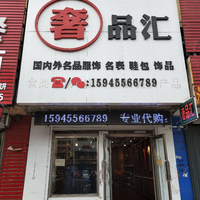 奢 品汇
国内外名品服饰 名表 鞋包 饰品
/ :15945566789
15945566789 专业代购: